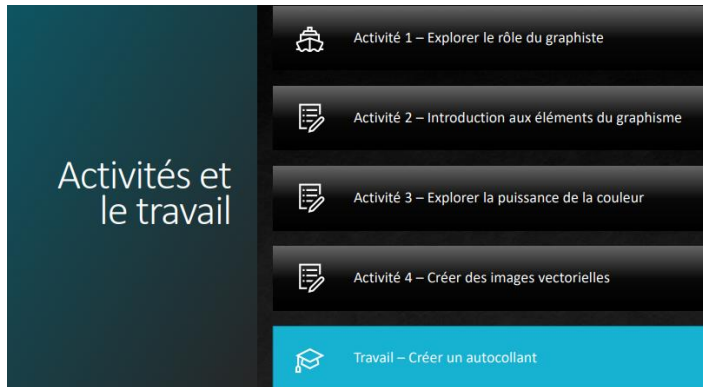 Activités et
le travail
Activité 1 – Explorer le rôle du graphiste
Activité 2 – Introduction aux éléments du graphisme
Activité 3 – Explorer la puissance de la couleur
Activité 4 – Créer des images vectorielles
Travail – Créer un autocollant